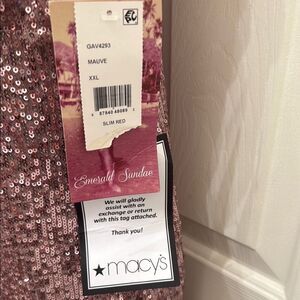 GAV4293
MAUVE
XXL
SLIM RED
Emerald Sundae
We will gladly
assist with an
exchange or return
with this tag attached.
Thank you!
★macy's